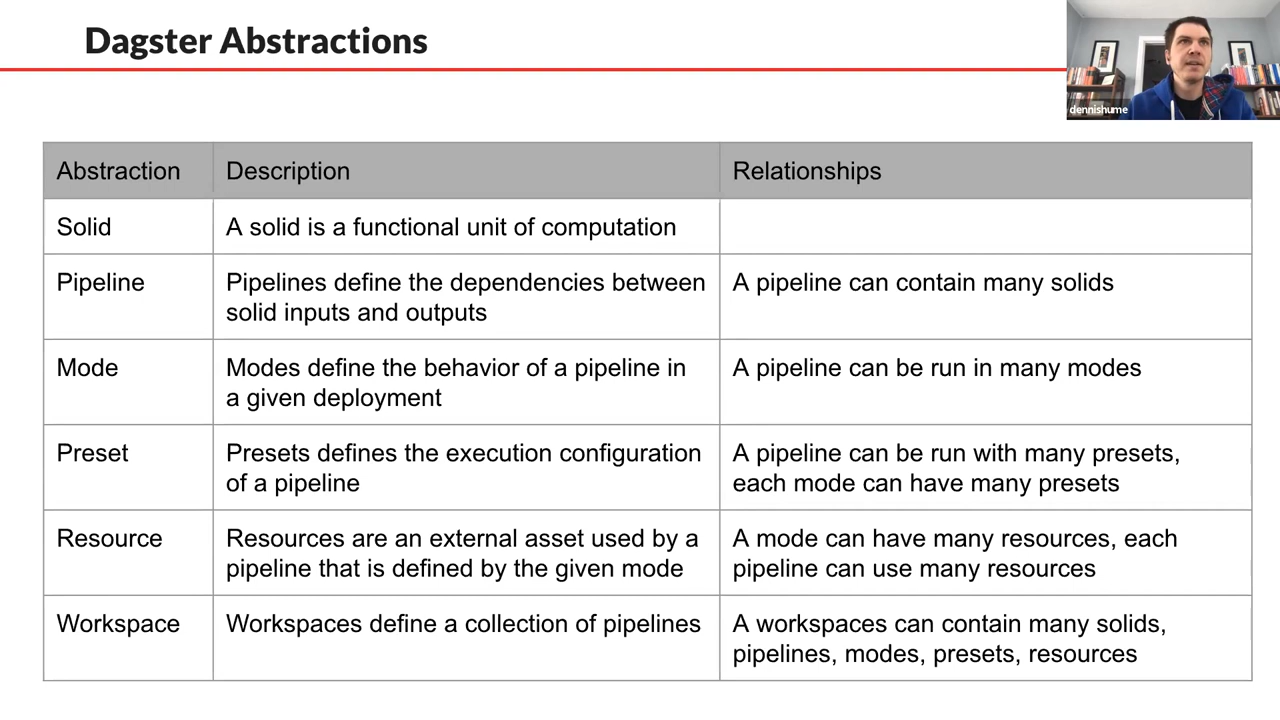 Dagster Abstractions
dennishume
Abstraction Description Relationships
Solid A solid is a functional unit of computation
Pipeline Pipelines define the dependencies between A pipeline can contain many solids
solid inputs and outputs
Mode Modes define the behavior of a pipeline in A pipeline can be run in many modes
a given deployment
Preset Presets defines the execution configuration A pipeline can be run with many presets,
of a pipeline each mode can have many presets
Resource Resources are an external asset used by a A mode can have many resources, each
pipeline that is defined by the given mode pipeline can use many resources
Workspace Workspaces define a collection of pipelines A workspaces can contain many solids,
pipelines, modes, presets, resources